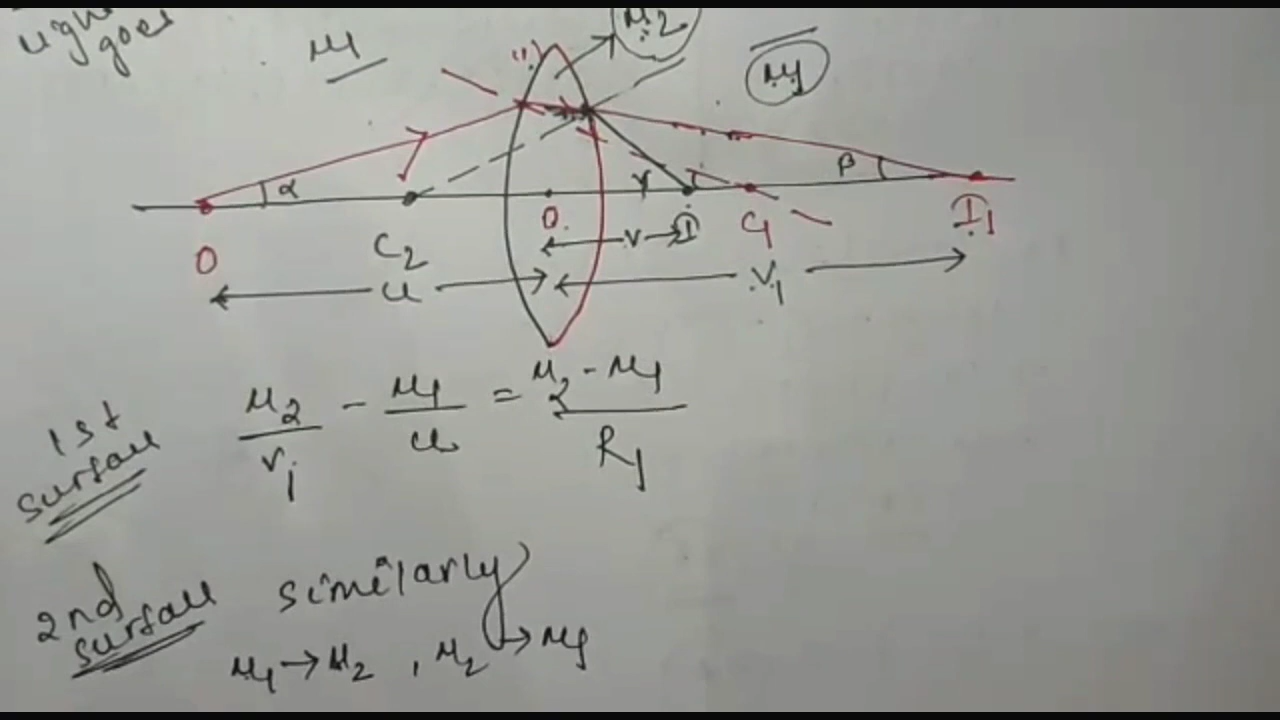 light
goes
μ1
(1)
μ2
μ1
α
γ
β
O
C2
O
I
C1
I1
v
u
v1
1st surface
μ2/v1 - μ1/u = μ2-μ1/R1
2nd surface similarly
μ1→μ2 , μ2→μ1